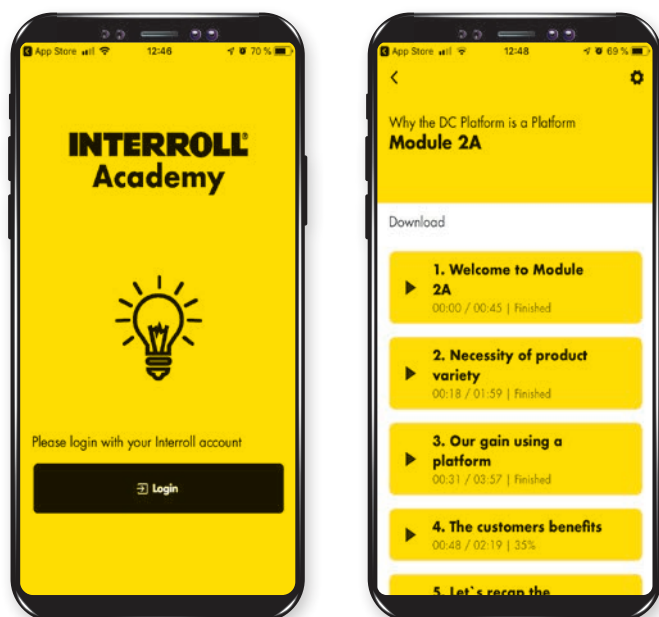 App Store 12:46 70 %
INTERROLL®
Academy
Please login with your Interroll account
Login
App Store 12:48 69 %
Why the DC Platform is a Platform
Module 2A
Download
1. Welcome to Module
2A
00:00 / 00:45 | Finished
2. Necessity of product
variety
00:18 / 01:59 | Finished
3. Our gain using a
platform
00:31 / 03:57 | Finished
4. The customers benefits
00:48 / 02:19 | 35%
5. Let`s recap the